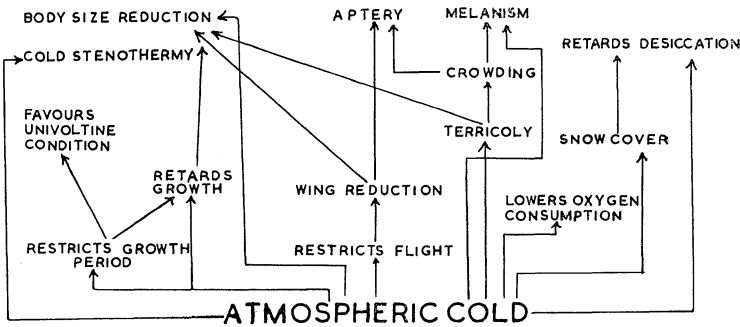 BODY SIZE REDUCTION
APTERY
MELANISM
RETARDS DESICCATION
COLD STENOTHERMY
CROWDING
FAVOURS
UNIVOLTINE
CONDITION
TERRICOLY
SNOW COVER
RETARDS
GROWTH
WING REDUCTION
LOWERS OXYGEN
CONSUMPTION
RESTRICTS GROWTH
PERIOD
RESTRICTS FLIGHT
ATMOSPHERIC COLD